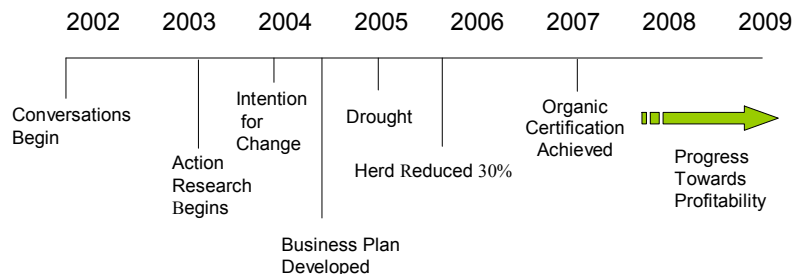 2002 2003 2004 2005 2006 2007 2008 2009
Conversations
Begin
Action
Research
Begins
Intention
for
Change
Business Plan
Developed
Drought
Herd Reduced 30%
Organic
Certification
Achieved
Progress
Towards
Profitability